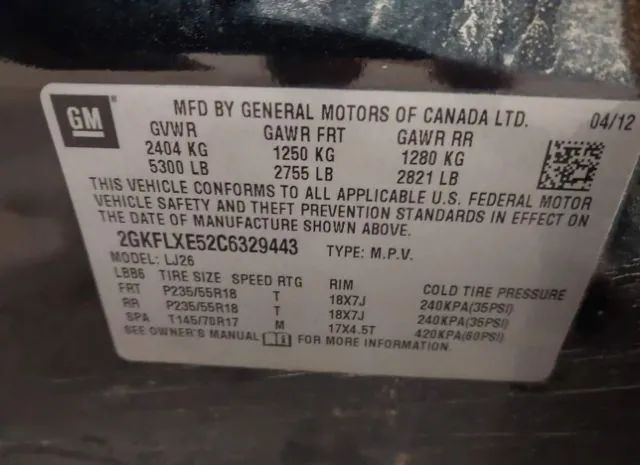 GM
MFD BY GENERAL MOTORS OF CANADA LTD. 04/12
GVWR GAWR FRT GAWR RR
2404 KG 1250 KG 1280 KG
5300 LB 2755 LB 2821 LB
THIS VEHICLE CONFORMS TO ALL APPLICABLE U.S. FEDERAL MOTOR
VEHICLE SAFETY AND THEFT PREVENTION STANDARDS IN EFFECT ON
THE DATE OF MANUFACTURE SHOWN ABOVE.
2GKFLXE52C6329443 TYPE: M.P.V.
MODEL: LJ26
LBB6 TIRE SIZE SPEED RTG RIM COLD TIRE PRESSURE
FRT P235/55R18 T 18X7J 240KPA(35PSI)
RR P235/55R18 T 18X7J 240KPA(35PSI)
SPA T145/70R17 M 17X4.5T 420KPA(60PSI)
SEE OWNER'S MANUAL FOR MORE INFORMATION.